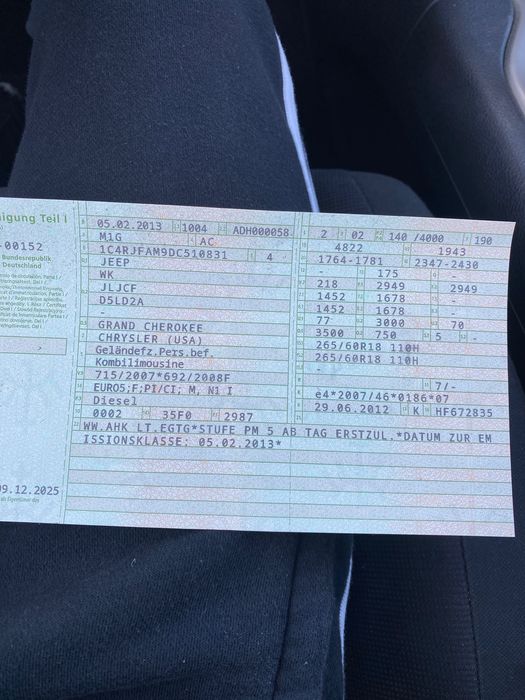 igung Teil I
-00152
Bundesrepublik
Deutschland
09.12.2025
05.02.2013 1004 ADH000058
M1G AC
1C4RJFAM9DC510831 4
JEEP
WK
JLJCF
D5LD2A
-
GRAND CHEROKEE
CHRYSLER (USA)
Geländefz.Pers.bef.
Kombilimousine
715/2007*692/2008F
EURO5;F;PI/CI; M, N1 I
Diesel
0002 35F0 2987
2 02 140 /4000 190
4822 1943
1764-1781 2347-2430
- 175 -
218 2949 2949
1452 1678 -
1452 1678 -
77 3000 70
3500 750 5 -
265/60R18 110H
265/60R18 110H
-
7/-
e4*2007/46*0186*07
29.06.2012 K HF672835
WW.AHK LT.EGTG*STUFE PM 5 AB TAG ERSTZUL.*DATUM ZUR EM
ISSIONSKLASSE: 05.02.2013*